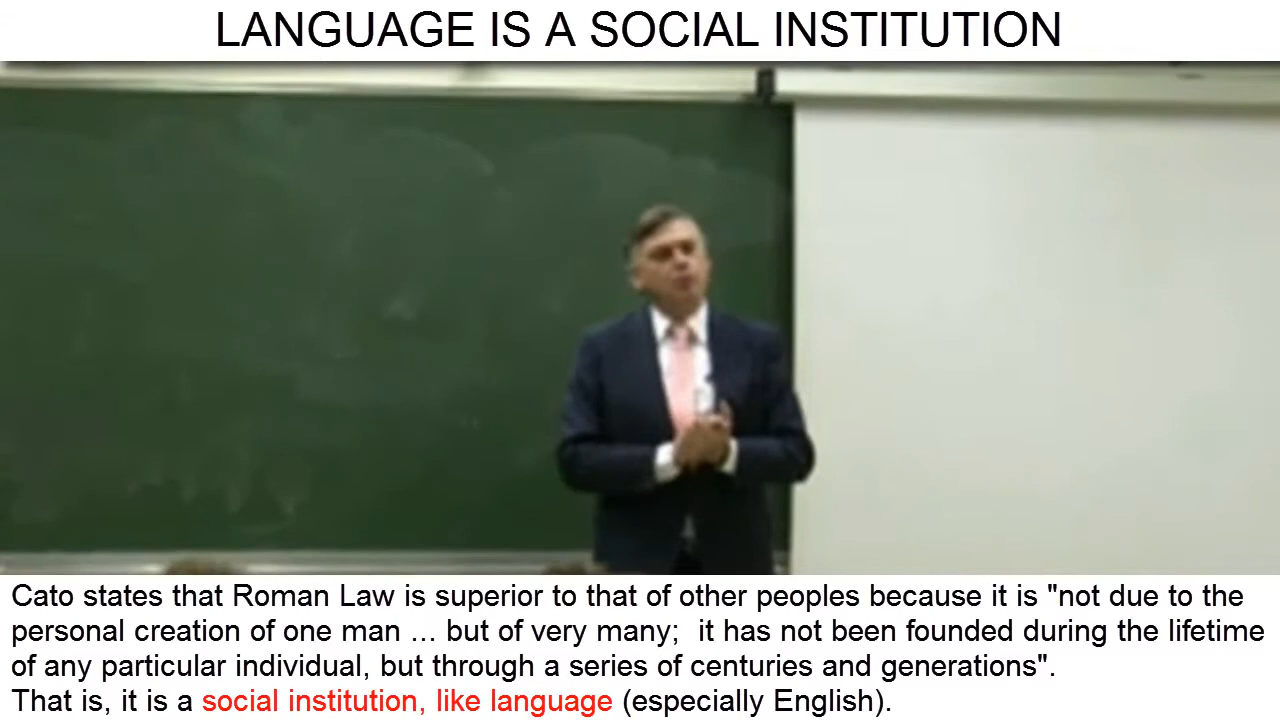 LANGUAGE IS A SOCIAL INSTITUTION
Cato states that Roman Law is superior to that of other peoples because it is "not due to the
personal creation of one man ... but of very many;  it has not been founded during the lifetime
of any particular individual, but through a series of centuries and generations".
That is, it is a social institution, like language (especially English).